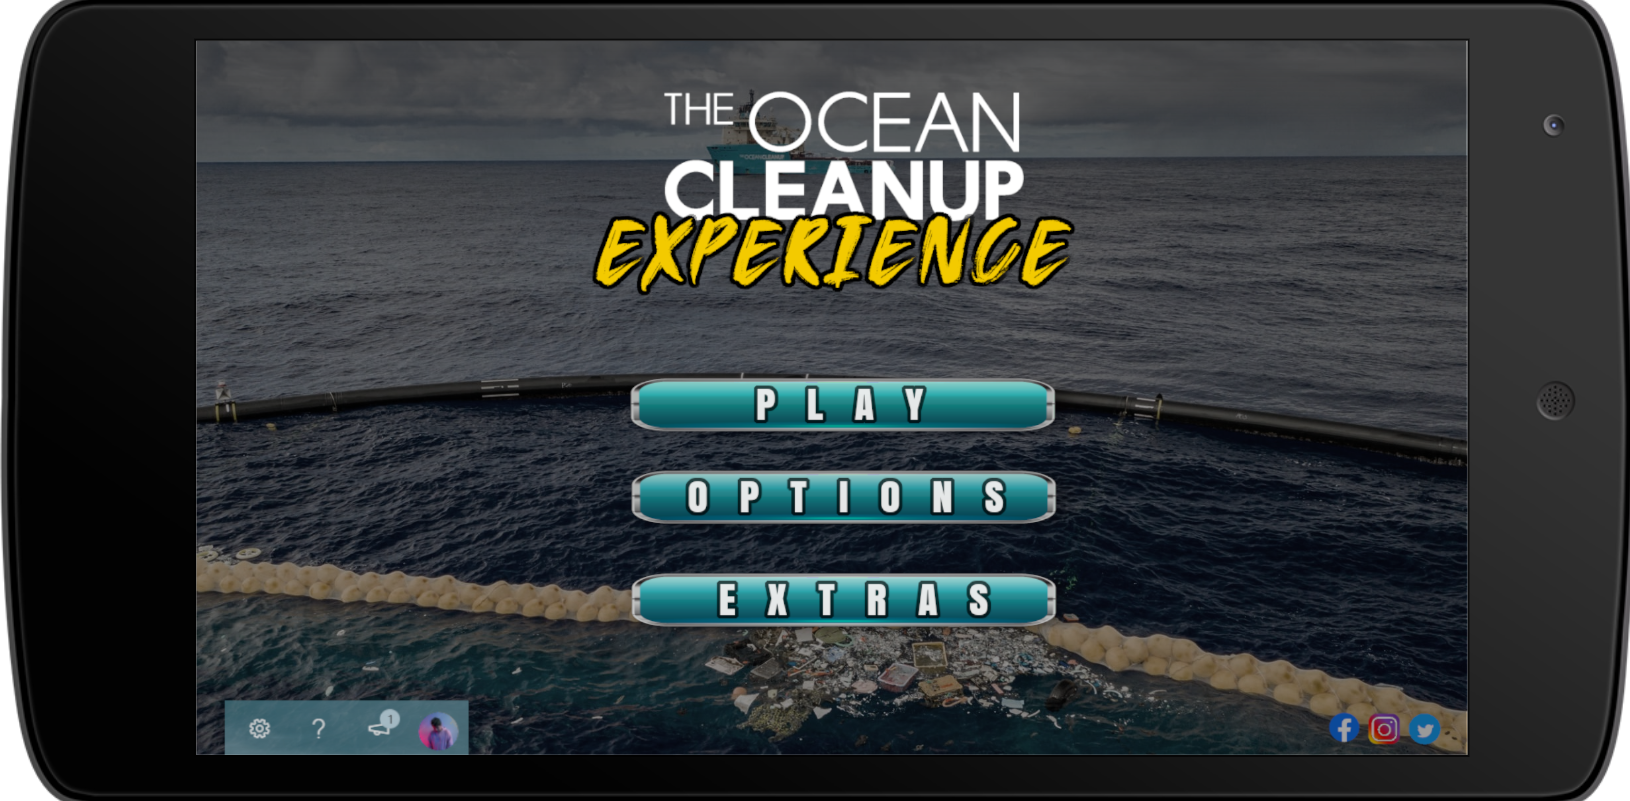 THE OCEAN
CLEANUP
EXPERIENCE
PLAY
OPTIONS
EXTRAS
?
1